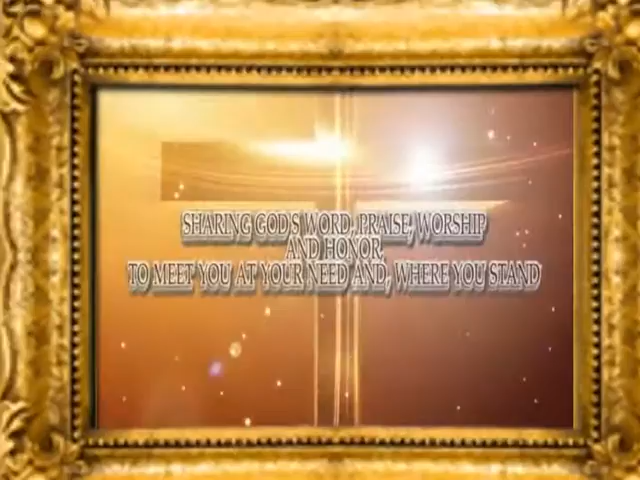 SHARING GOD'S WORD, PRAISE, WORSHIP
AND HONOR,
TO MEET YOU AT YOUR NEED AND, WHERE YOU STAND